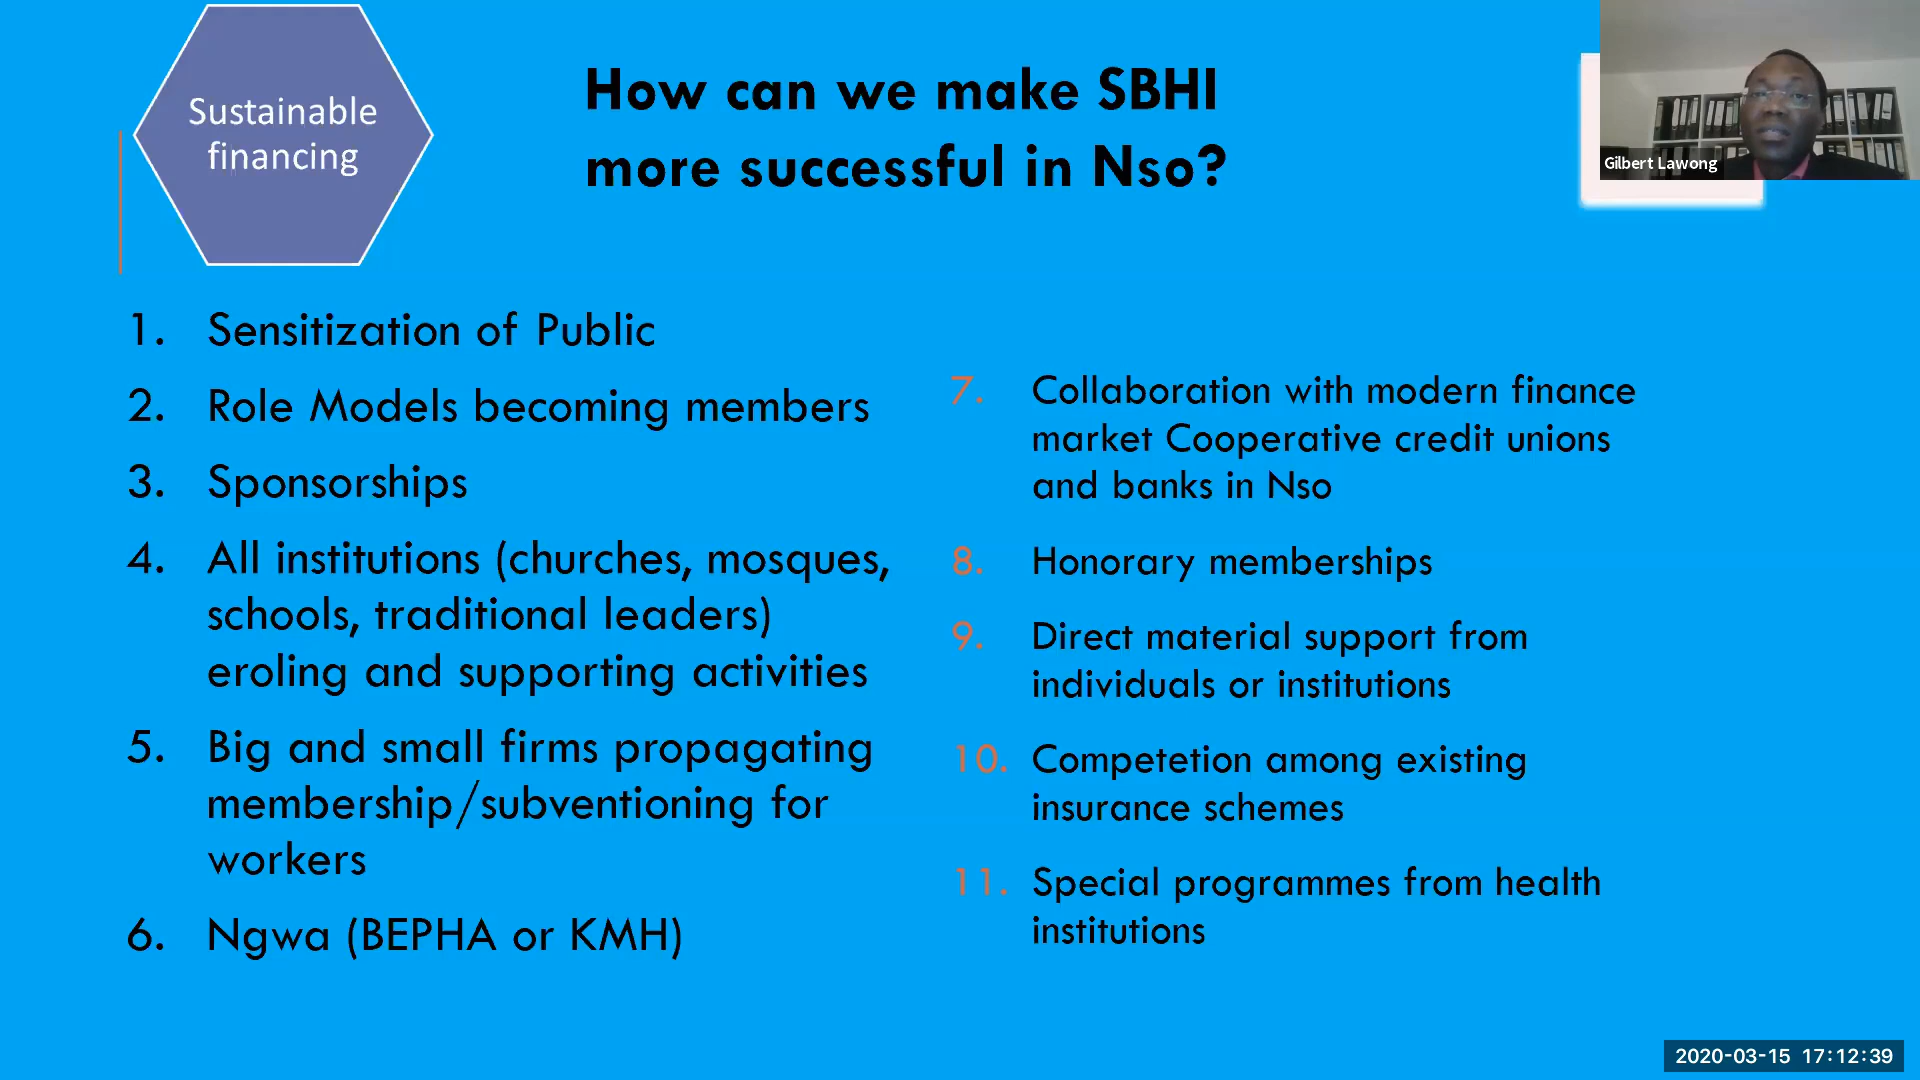 Sustainable
financing
How can we make SBHI
more successful in Nso?
Gilbert Lawong
1. Sensitization of Public
2. Role Models becoming members
3. Sponsorships
4. All institutions (churches, mosques,
schools, traditional leaders)
eroling and supporting activities
5. Big and small firms propagating
membership/subventioning for
workers
6. Ngwa (BEPHA or KMH)
7. Collaboration with modern finance
market Cooperative credit unions
and banks in Nso
8. Honorary memberships
9. Direct material support from
individuals or institutions
10. Competetion among existing
insurance schemes
11. Special programmes from health
institutions
2020-03-15 17:12:39